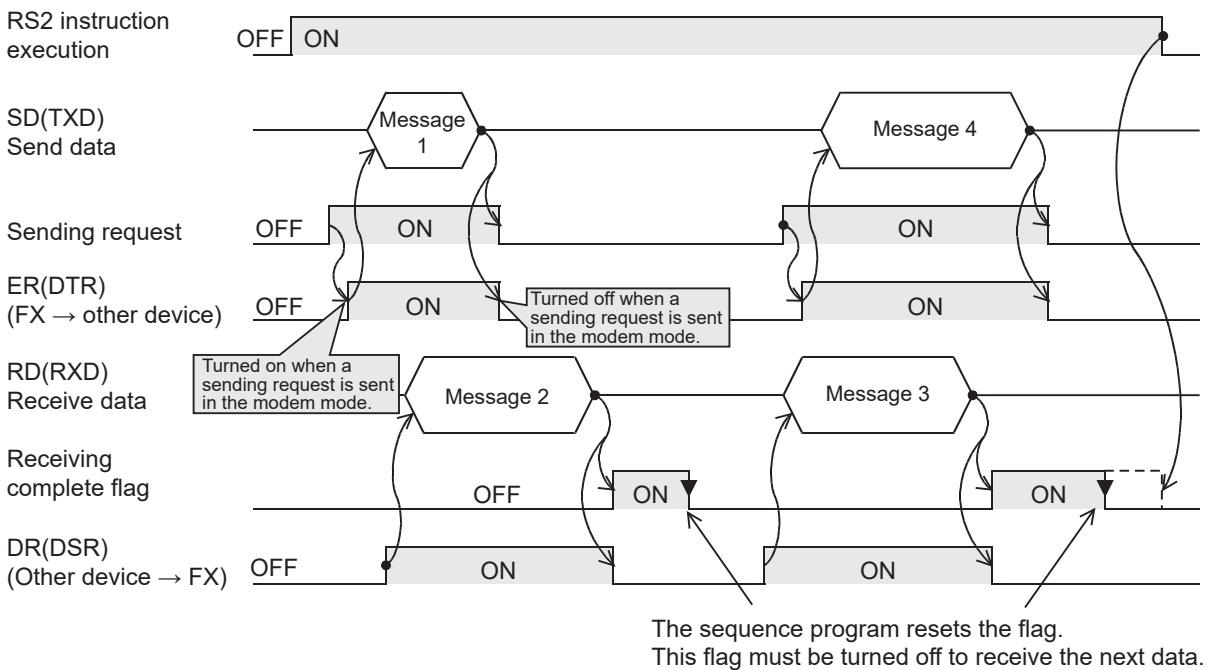 RS2 instruction
execution
OFF ON
SD(TXD)
Send data
Message
1
Message 4
Sending request
OFF ON ON
ER(DTR)
(FX → other device)
OFF ON ON
Turned off when a
sending request is sent
in the modem mode.
Turned on when a
sending request is sent
in the modem mode.
RD(RXD)
Receive data
Message 2
Message 3
Receiving
complete flag
OFF ON ON
DR(DSR)
(Other device → FX)
OFF ON ON
The sequence program resets the flag.
This flag must be turned off to receive the next data.